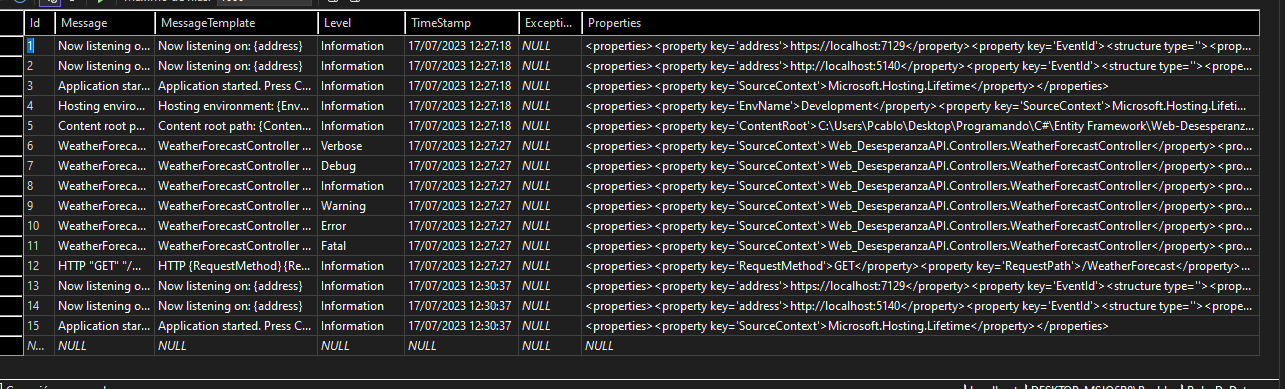 Id Message MessageTemplate Level TimeStamp Excepti... Properties
1 Now listening o... Now listening on: {address} Information 17/07/2023 12:27:18 NULL <properties><property key='address'>https://localhost:7129</property><property key='EventId'><structure type=''><prop...
2 Now listening o... Now listening on: {address} Information 17/07/2023 12:27:18 NULL <properties><property key='address'>http://localhost:5140</property><property key='EventId'><structure type=''><prope...
3 Application star... Application started. Press C... Information 17/07/2023 12:27:18 NULL <properties><property key='SourceContext'>Microsoft.Hosting.Lifetime</property></properties>
4 Hosting enviro... Hosting environment: {Env... Information 17/07/2023 12:27:18 NULL <properties><property key='EnvName'>Development</property><property key='SourceContext'>Microsoft.Hosting.Lifeti...
5 Content root p... Content root path: {Conten... Information 17/07/2023 12:27:18 NULL <properties><property key='ContentRoot'>C:\Users\Pcablo\Desktop\Programando\C#\Entity Framework\Web-Desesperanz...
6 WeatherForeca... WeatherForecastController ... Verbose 17/07/2023 12:27:27 NULL <properties><property key='SourceContext'>Web_DesesperanzaAPI.Controllers.WeatherForecastController</property><pro...
7 WeatherForeca... WeatherForecastController ... Debug 17/07/2023 12:27:27 NULL <properties><property key='SourceContext'>Web_DesesperanzaAPI.Controllers.WeatherForecastController</property><pro...
8 WeatherForeca... WeatherForecastController ... Information 17/07/2023 12:27:27 NULL <properties><property key='SourceContext'>Web_DesesperanzaAPI.Controllers.WeatherForecastController</property><pro...
9 WeatherForeca... WeatherForecastController ... Warning 17/07/2023 12:27:27 NULL <properties><property key='SourceContext'>Web_DesesperanzaAPI.Controllers.WeatherForecastController</property><pro...
10 WeatherForeca... WeatherForecastController ... Error 17/07/2023 12:27:27 NULL <properties><property key='SourceContext'>Web_DesesperanzaAPI.Controllers.WeatherForecastController</property><pro...
11 WeatherForeca... WeatherForecastController ... Fatal 17/07/2023 12:27:27 NULL <properties><property key='SourceContext'>Web_DesesperanzaAPI.Controllers.WeatherForecastController</property><pro...
12 HTTP "GET" "/... HTTP {RequestMethod} {Re... Information 17/07/2023 12:27:27 NULL <properties><property key='RequestMethod'>GET</property><property key='RequestPath'>/WeatherForecast</property>...
13 Now listening o... Now listening on: {address} Information 17/07/2023 12:30:37 NULL <properties><property key='address'>https://localhost:7129</property><property key='EventId'><structure type=''><prop...
14 Now listening o... Now listening on: {address} Information 17/07/2023 12:30:37 NULL <properties><property key='address'>http://localhost:5140</property><property key='EventId'><structure type=''><prope...
15 Application star... Application started. Press C... Information 17/07/2023 12:30:37 NULL <properties><property key='SourceContext'>Microsoft.Hosting.Lifetime</property></properties>
N... NULL NULL NULL NULL NULL NULL